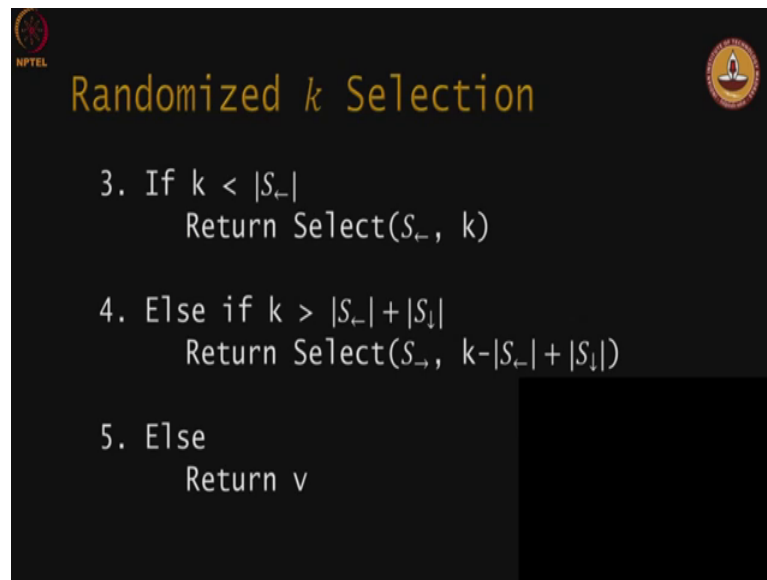 NPTEL
Randomized k Selection
3. If k < |S←|
Return Select(S←, k)
4. Else if k > |S←|+|S↓|
Return Select(S→, k-|S←|+|S↓|)
5. Else
Return v